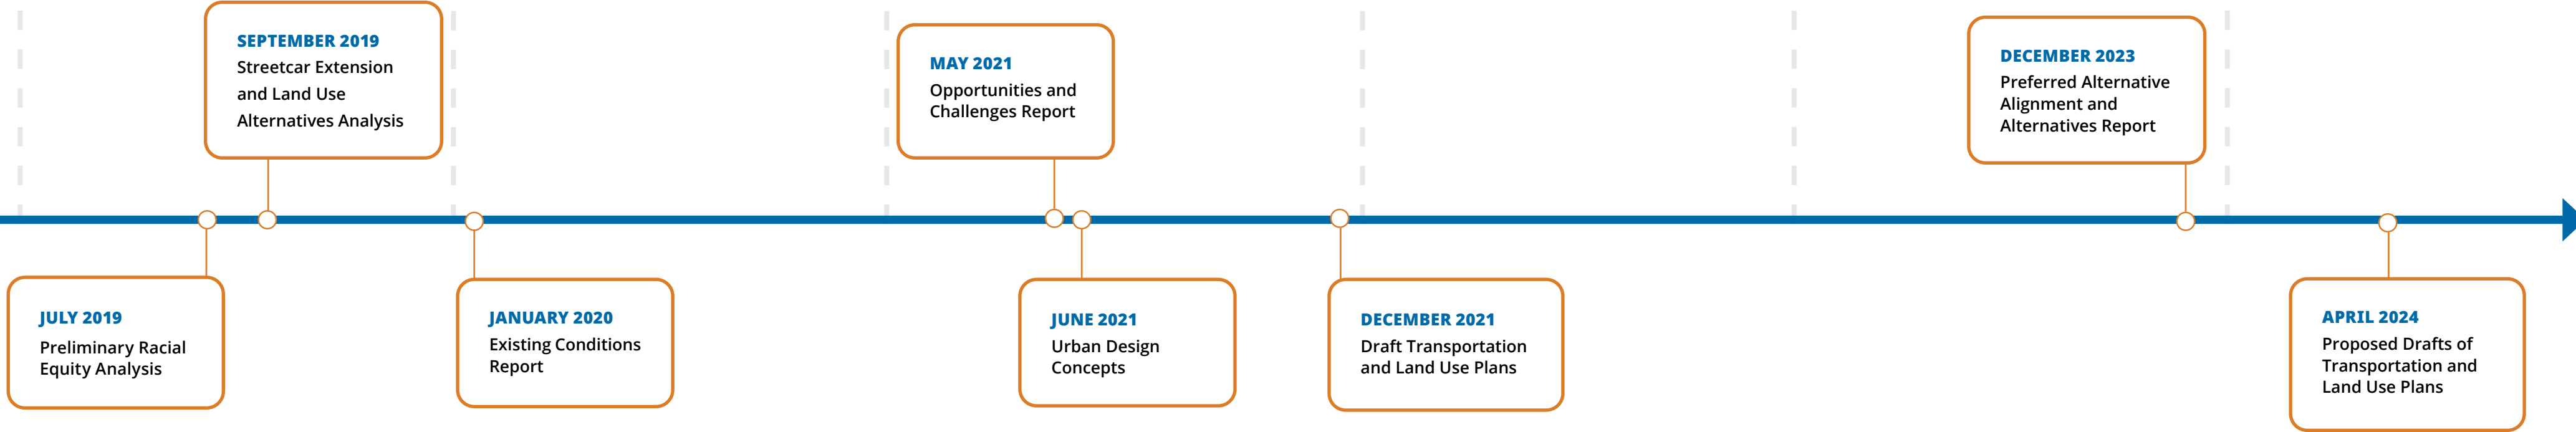 SEPTEMBER 2019
Streetcar Extension
and Land Use
Alternatives Analysis
MAY 2021
Opportunities and
Challenges Report
DECEMBER 2023
Preferred Alternative
Alignment and
Alternatives Report
JULY 2019
Preliminary Racial
Equity Analysis
JANUARY 2020
Existing Conditions
Report
JUNE 2021
Urban Design
Concepts
DECEMBER 2021
Draft Transportation
and Land Use Plans
APRIL 2024
Proposed Drafts of
Transportation and
Land Use Plans